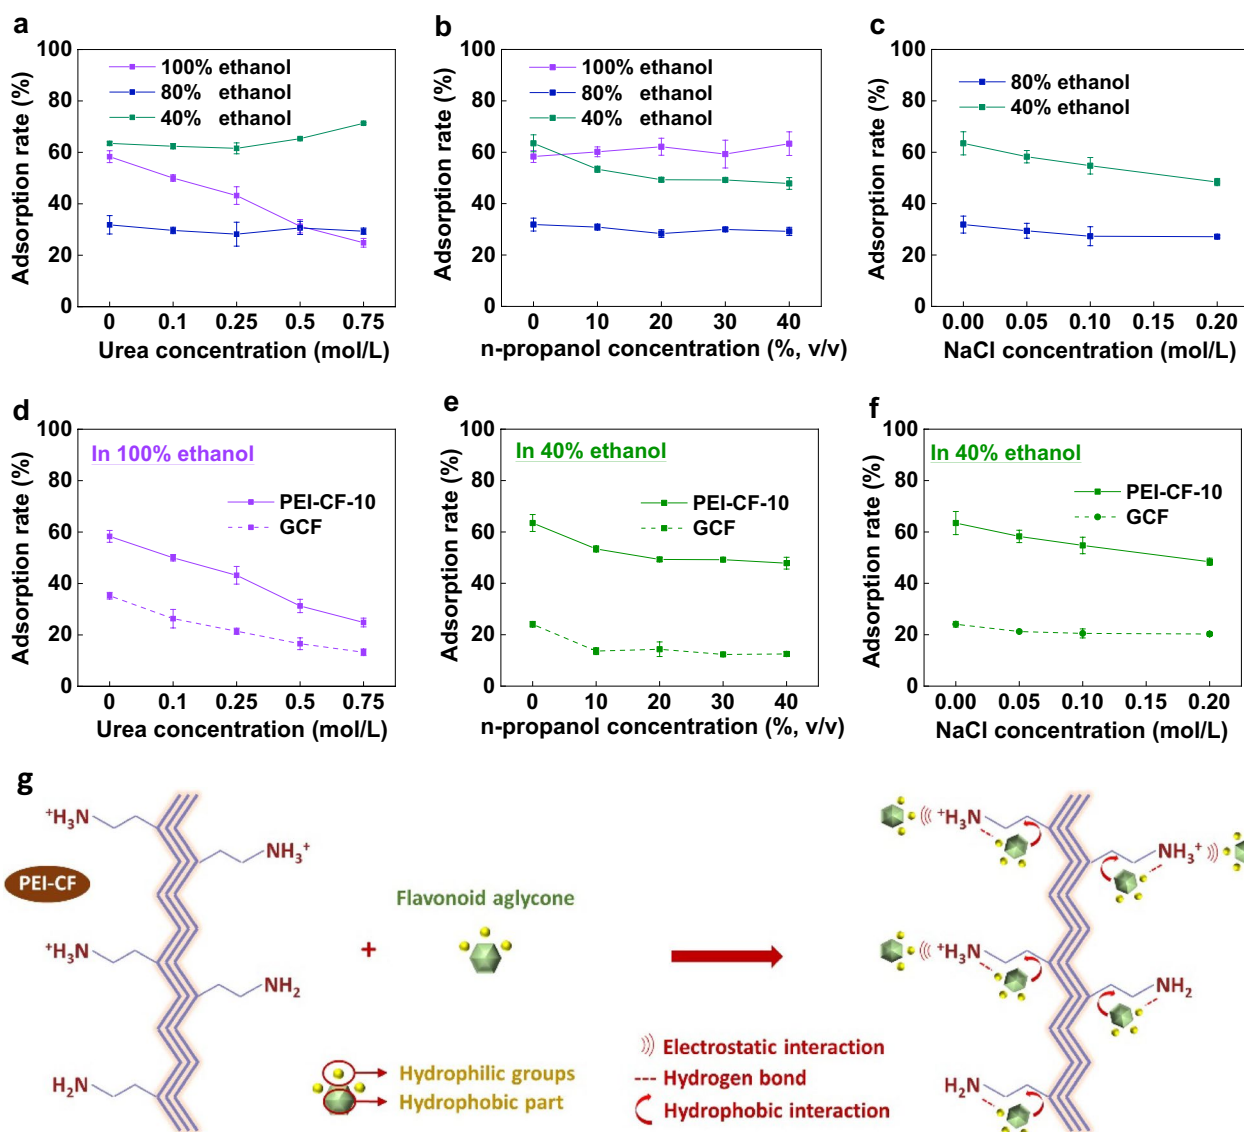 a
Adsorption rate (%)
100
80
60
40
20
0
100% ethanol
80% ethanol
40% ethanol
0 0.1 0.25 0.5 0.75
Urea concentration (mol/L)
b
Adsorption rate (%)
100
80
60
40
20
0
100% ethanol
80% ethanol
40% ethanol
0 10 20 30 40
n-propanol concentration (%, v/v)
c
Adsorption rate (%)
100
80
60
40
20
0
80% ethanol
40% ethanol
0.00 0.05 0.10 0.15 0.20
NaCl concentration (mol/L)
d
Adsorption rate (%)
100
80
60
40
20
0
In 100% ethanol
PEI-CF-10
GCF
0 0.1 0.25 0.5 0.75
Urea concentration (mol/L)
e
Adsorption rate (%)
100
80
60
40
20
0
In 40% ethanol
PEI-CF-10
GCF
0 10 20 30 40
n-propanol concentration (%, v/v)
f
Adsorption rate (%)
100
80
60
40
20
0
In 40% ethanol
PEI-CF-10
GCF
0.00 0.05 0.10 0.15 0.20
NaCl concentration (mol/L)
g
⁺H₃N
NH₃⁺
PEI-CF
⁺H₃N
NH₂
H₂N
+
Flavonoid aglycone
Hydrophilic groups
Hydrophobic part
Electrostatic interaction
Hydrogen bond
Hydrophobic interaction
⁺H₃N
NH₃⁺
⁺H₃N
NH₂
H₂N